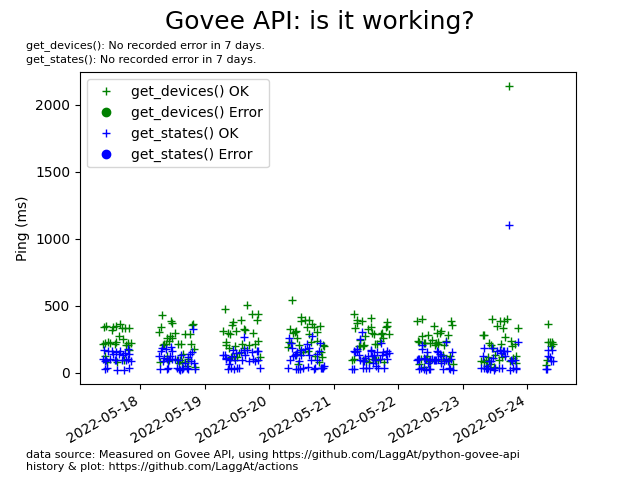 Govee API: is it working?
get_devices(): No recorded error in 7 days.
get_states(): No recorded error in 7 days.
get_devices() OK
get_devices() Error
get_states() OK
get_states() Error
Ping (ms)
2000
1500
1000
500
0
2022-05-18
2022-05-19
2022-05-20
2022-05-21
2022-05-22
2022-05-23
2022-05-24
data source: Measured on Govee API, using https://github.com/LaggAt/python-govee-api
history & plot: https://github.com/LaggAt/actions